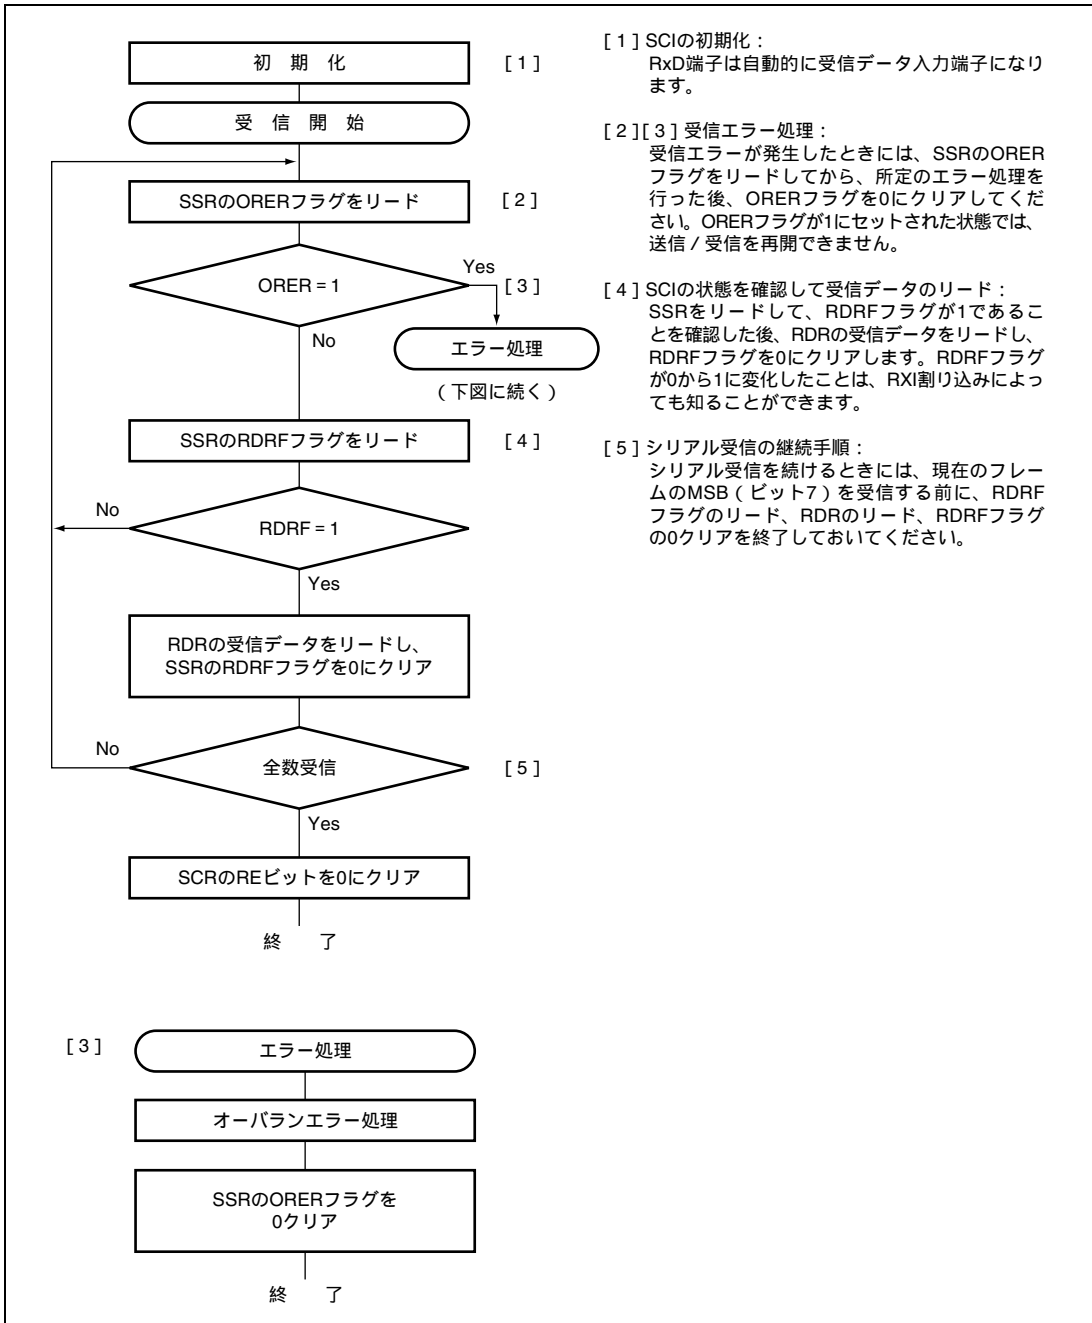 初 期 化
[ 1 ]
受 信 開 始
SSRのORERフラグをリード
[ 2 ]
ORER = 1
Yes
[ 3 ]
No
エラー処理
（下図に続く）
SSRのRDRFフラグをリード
[ 4 ]
No
RDRF = 1
Yes
RDRの受信データをリードし、
SSRのRDRFフラグを0にクリア
No
全数受信
[ 5 ]
Yes
SCRのREビットを0にクリア
終 了
[ 1 ] SCIの初期化：
RxD端子は自動的に受信データ入力端子になり
ます。
[ 2 ][ 3 ] 受信エラー処理：
受信エラーが発生したときには、SSRのORER
フラグをリードしてから、所定のエラー処理を
行った後、ORERフラグを0にクリアしてくだ
さい。ORERフラグが1にセットされた状態では、
送信 / 受信を再開できません。
[ 4 ] SCIの状態を確認して受信データのリード：
SSRをリードして、RDRFフラグが1であるこ
とを確認した後、RDRの受信データをリードし、
RDRFフラグを0にクリアします。RDRFフラグ
が0から1に変化したことは、RXI割り込みによっ
ても知ることができます。
[ 5 ] シリアル受信の継続手順：
シリアル受信を続けるときには、現在のフレー
ムのMSB（ビット7）を受信する前に、RDRF
フラグのリード、RDRのリード、RDRFフラグ
の0クリアを終了しておいてください。
[ 3 ]
エラー処理
オーバランエラー処理
SSRのORERフラグを
0クリア
終 了